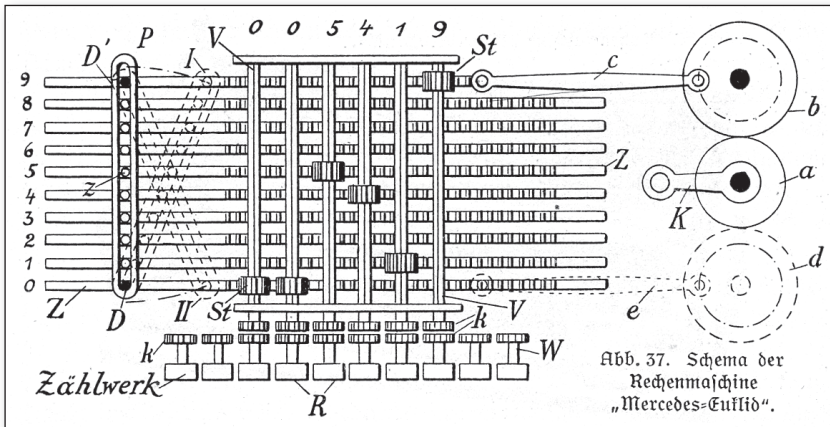 0 0 5 4 1 9
D' P I V St c
9
8 b
7
6
5 z Z a
4 K
3
2 d
1
0
Z D II St V e
k k W
Zählwerk R
Abb. 37. Schema der
Rechenmaschine
„Mercedes=Euklid“.